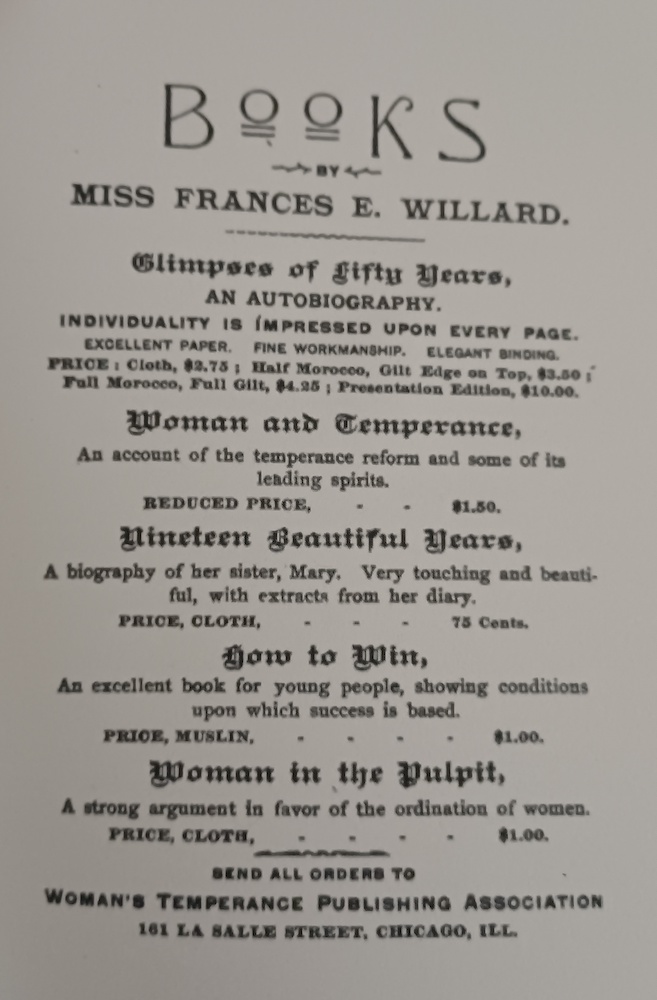 BOOKS
BY
MISS FRANCES E. WILLARD.
Glimpses of Fifty Years,
AN AUTOBIOGRAPHY.
INDIVIDUALITY IS IMPRESSED UPON EVERY PAGE.
EXCELLENT PAPER. FINE WORKMANSHIP. ELEGANT BINDING.
PRICE: Cloth, $2.75; Half Morocco, Gilt Edge on Top, $3.50;
Full Morocco, Full Gilt, $4.25; Presentation Edition, $10.00.
Woman and Temperance,
An account of the temperance reform and some of its
leading spirits.
REDUCED PRICE, - - $1.50.
Nineteen Beautiful Years,
A biography of her sister, Mary. Very touching and beauti-
ful, with extracts from her diary.
PRICE, CLOTH, - - - 75 Cents.
How to Win,
An excellent book for young people, showing conditions
upon which success is based.
PRICE, MUSLIN, - - - - $1.00.
Woman in the Pulpit,
A strong argument in favor of the ordination of women.
PRICE, CLOTH, - - - - $1.00.
SEND ALL ORDERS TO
WOMAN'S TEMPERANCE PUBLISHING ASSOCIATION
161 LA SALLE STREET, CHICAGO, ILL.